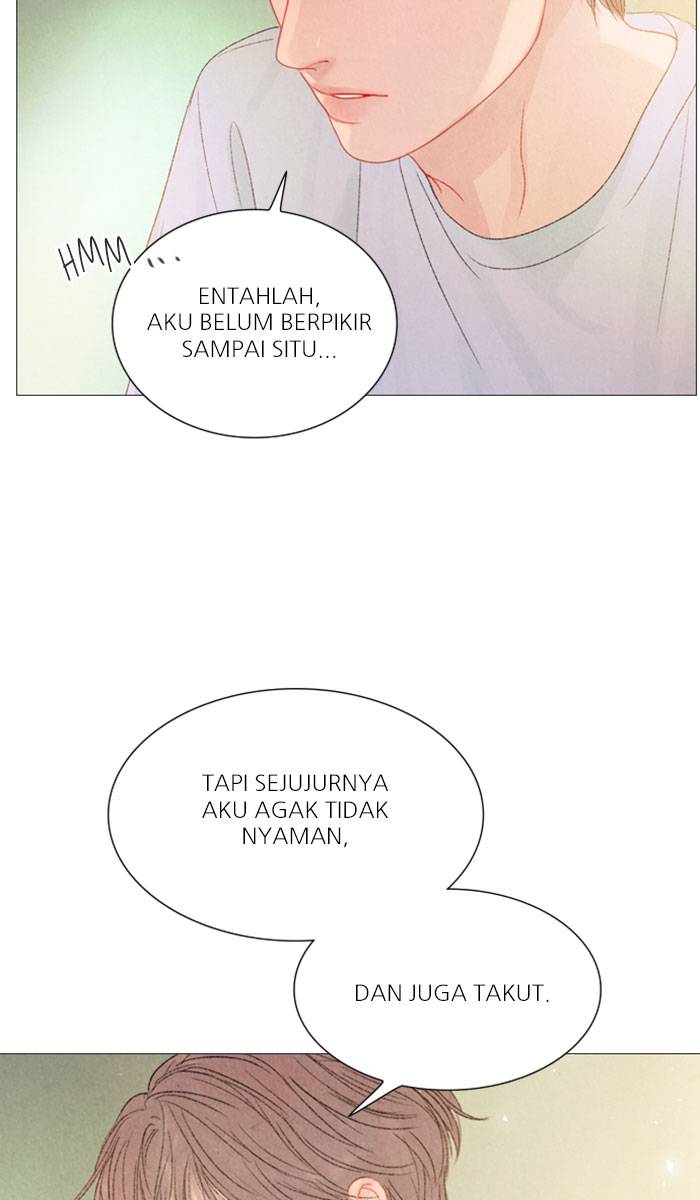 HMM...
ENTAHLAH,
AKU BELUM BERPIKIR
SAMPAI SITU...
TAPI SEJUJURNYA
AKU AGAK TIDAK
NYAMAN,
DAN JUGA TAKUT.